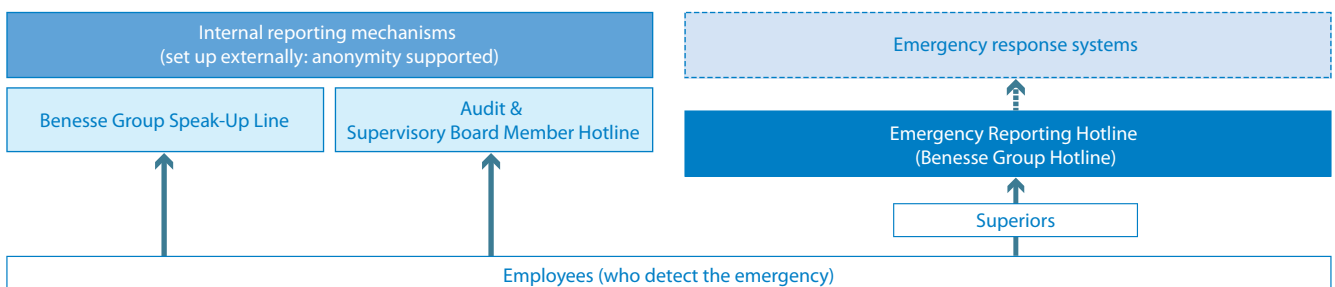 Internal reporting mechanisms
(set up externally: anonymity supported)
Benesse Group Speak-Up Line
Audit &
Supervisory Board Member Hotline
Emergency response systems
Emergency Reporting Hotline
(Benesse Group Hotline)
Superiors
Employees (who detect the emergency)